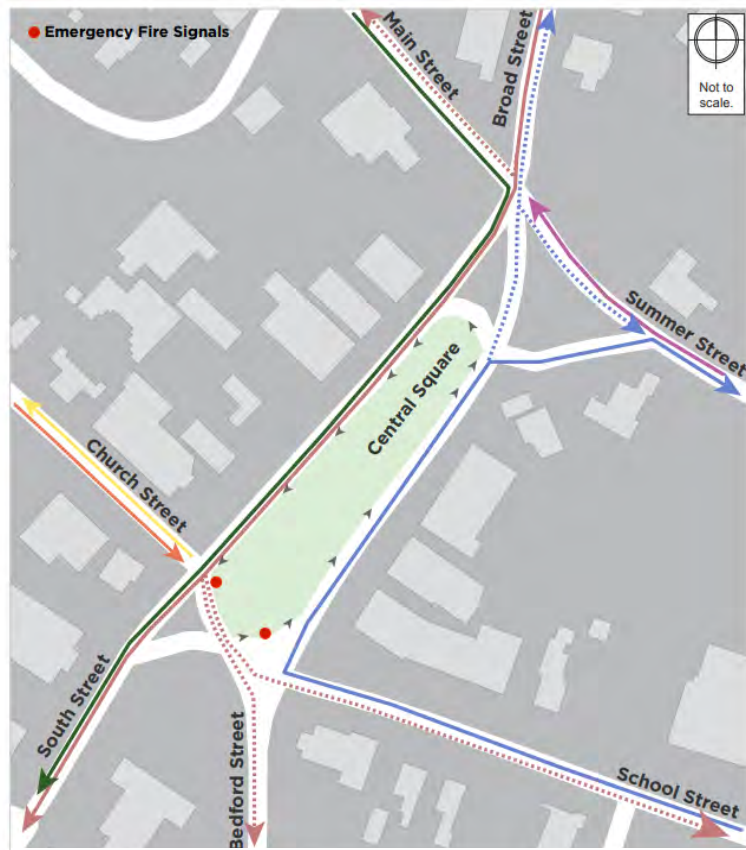 Emergency Fire Signals
Main Street
Broad Street
Not to
scale.
Summer Street
Central Square
Church Street
South Street
Bedford Street
School Street